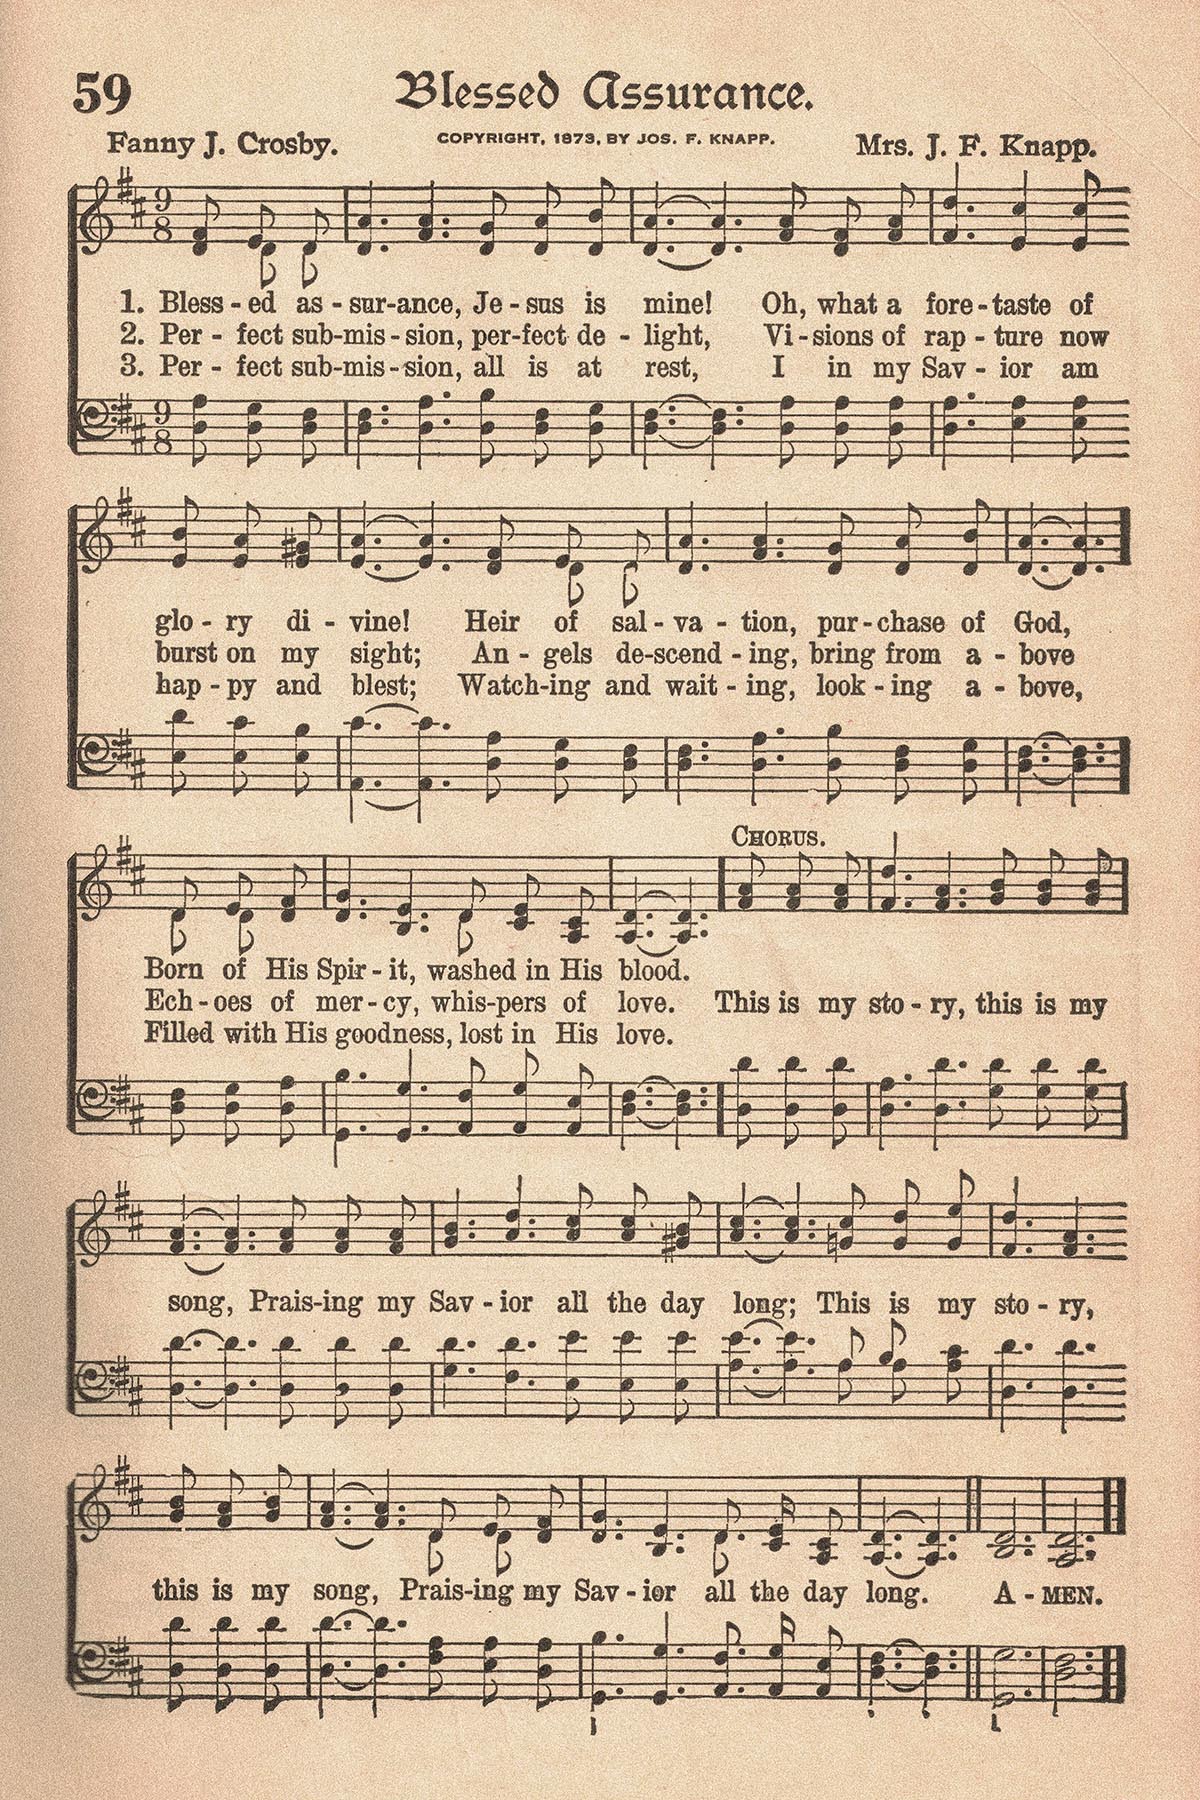 59
Blessed Assurance.
Fanny J. Crosby.
COPYRIGHT, 1873, BY JOS. F. KNAPP.
Mrs. J. F. Knapp.
1. Bless - ed as - sur-ance, Je - sus is mine! Oh, what a fore - taste of
2. Per - fect sub-mis - sion, per-fect de - light, Vi - sions of rap - ture now
3. Per - fect sub-mis - sion, all is at rest, I in my Sav - ior am
glo - ry di - vine! Heir of sal - va - tion, pur - chase of God,
burst on my sight; An - gels de-scend - ing, bring from a - bove
hap - py and blest; Watch-ing and wait - ing, look - ing a - bove,
CHORUS.
Born of His Spir - it, washed in His blood.
Ech - oes of mer - cy, whis-pers of love. This is my sto - ry, this is my
Filled with His goodness, lost in His love.
song, Prais-ing my Sav - ior all the day long; This is my sto - ry,
this is my song, Prais-ing my Sav - ior all the day long. A - MEN.